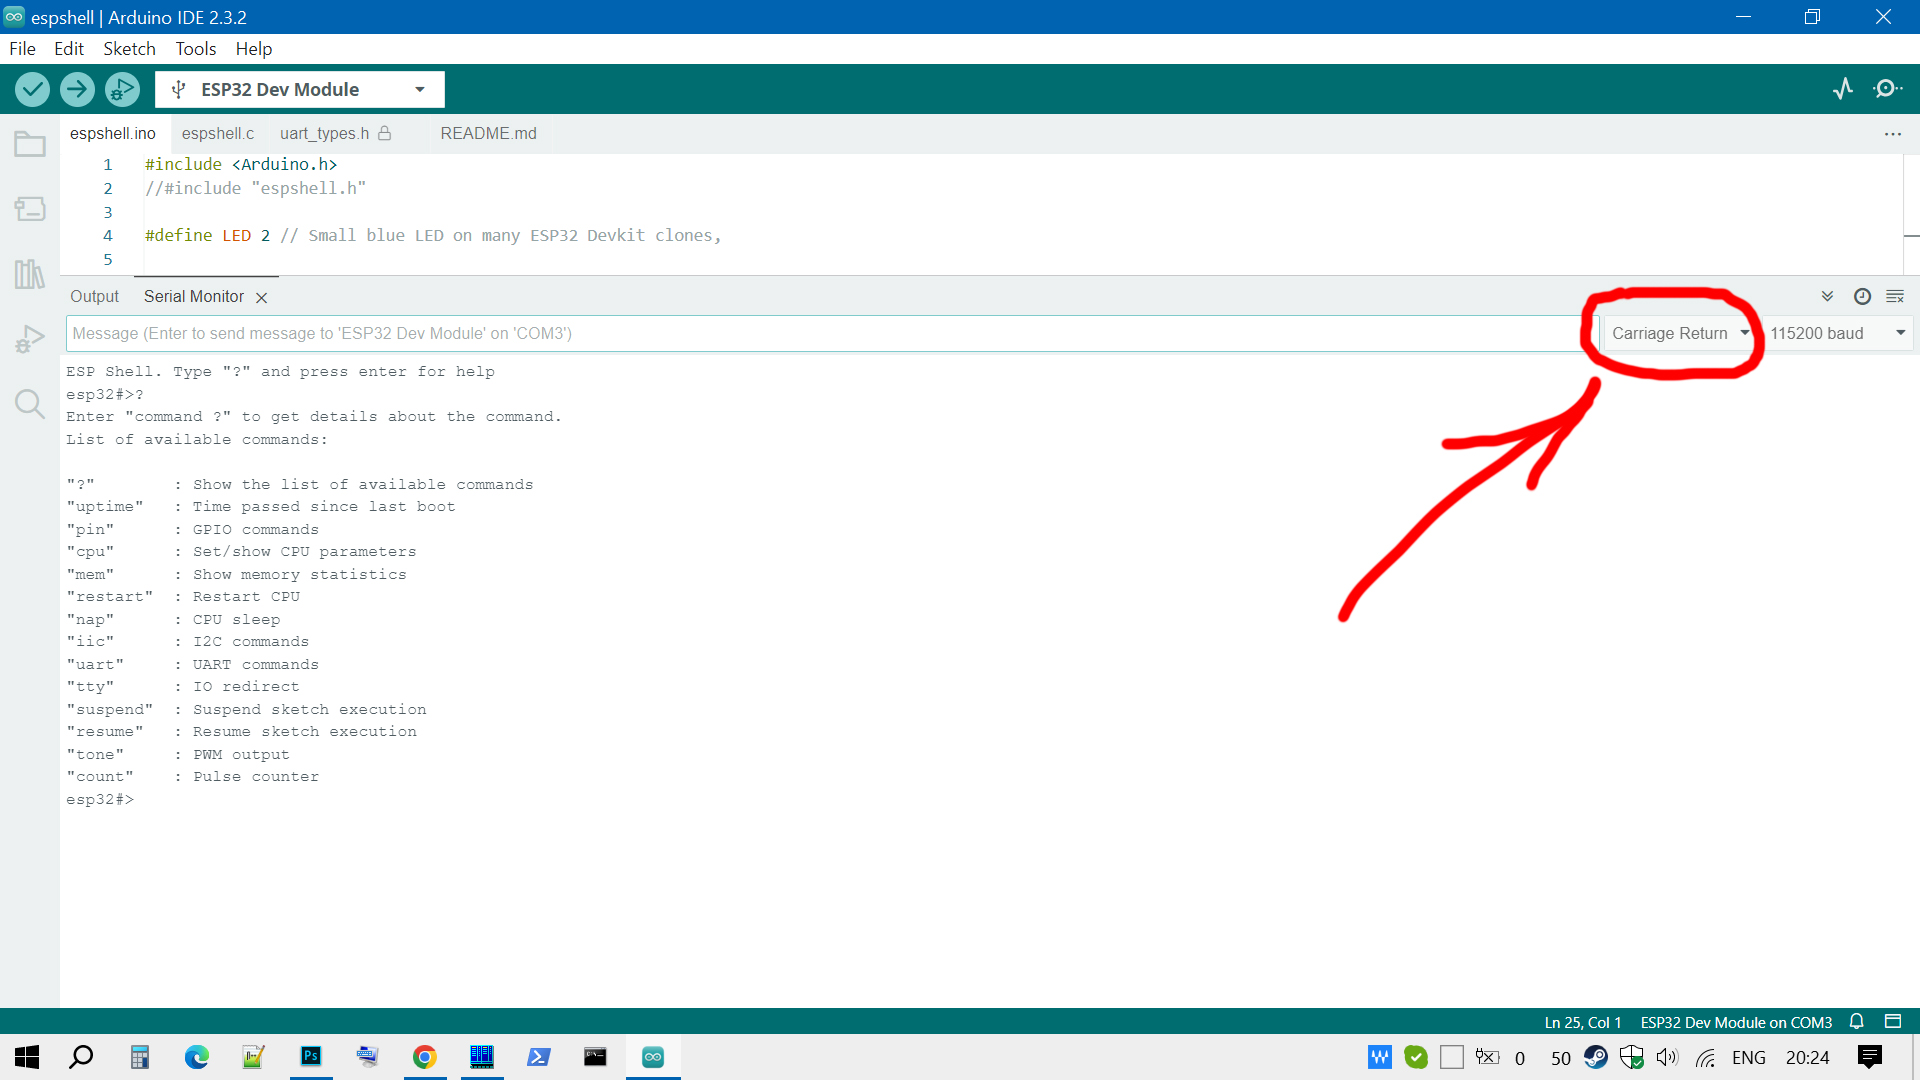 espshell | Arduino IDE 2.3.2
File Edit Sketch Tools Help
ESP32 Dev Module
espshell.ino espshell.c uart_types.h README.md
1 #include <Arduino.h>
2 //#include "espshell.h"
3
4 #define LED 2 // Small blue LED on many ESP32 Devkit clones,
5
Output Serial Monitor
Message (Enter to send message to 'ESP32 Dev Module' on 'COM3') Carriage Return 115200 baud
ESP Shell. Type "?" and press enter for help
esp32#>?
Enter "command ?" to get details about the command.
List of available commands:
"?" : Show the list of available commands
"uptime" : Time passed since last boot
"pin" : GPIO commands
"cpu" : Set/show CPU parameters
"mem" : Show memory statistics
"restart" : Restart CPU
"nap" : CPU sleep
"iic" : I2C commands
"uart" : UART commands
"tty" : IO redirect
"suspend" : Suspend sketch execution
"resume" : Resume sketch execution
"tone" : PWM output
"count" : Pulse counter
esp32#>
Ln 25, Col 1 ESP32 Dev Module on COM3
Ps W 0 50 ENG 20:24